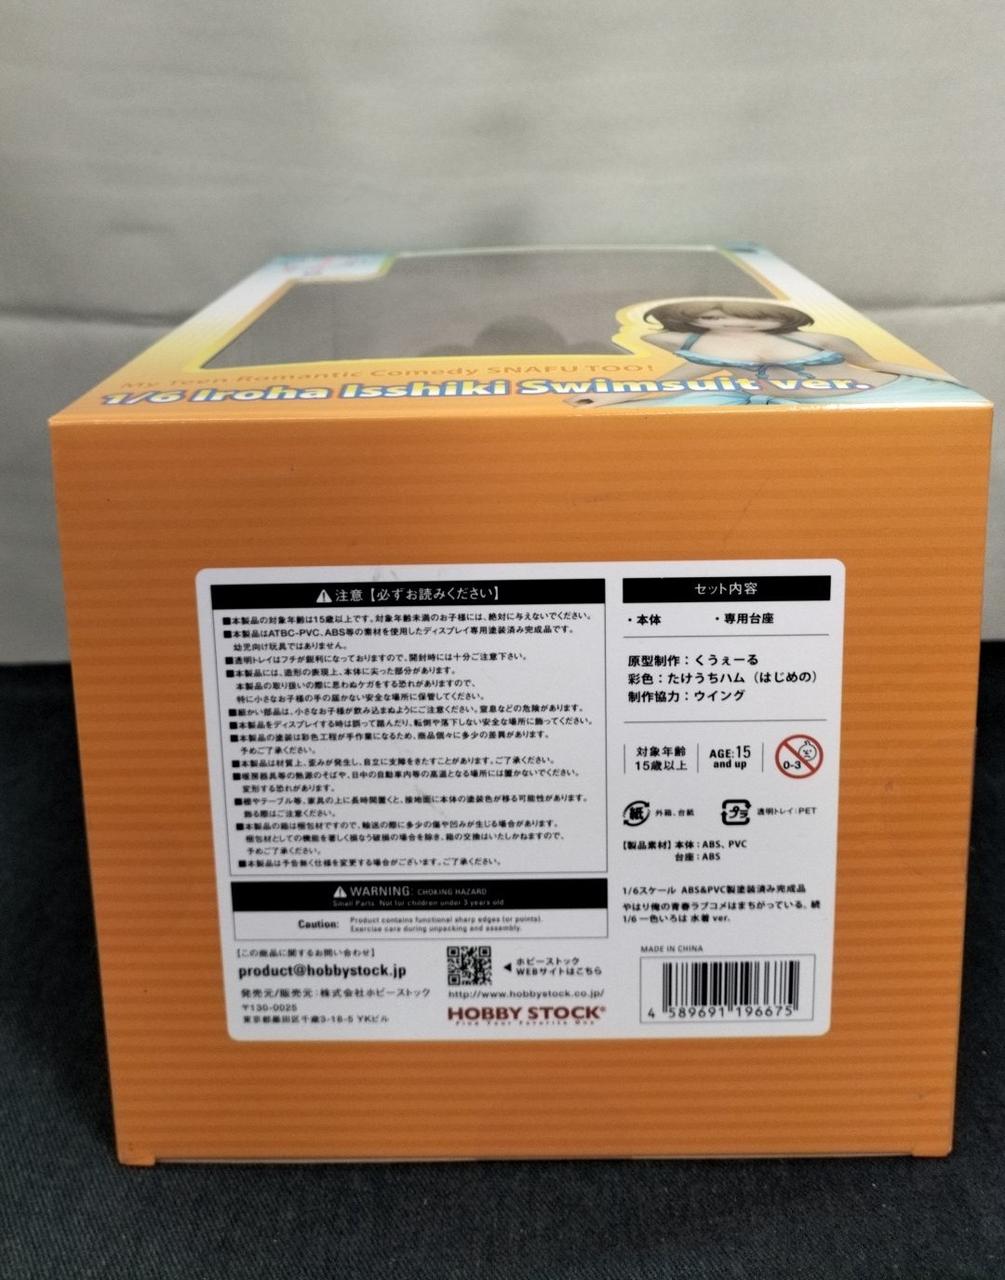 My Teen Romantic Comedy SNAFU TOO!
1/6 Iroha Isshiki Swimsuit ver.
注意【必ずお読みください】
■本製品の対象年齢は15歳以上です。対象年齢未満のお子様には、絶対に与えないでください。
■本製品はATBC-PVC、ABS等の素材を使用したディスプレイ専用塗装済み完成品です。
幼児向け玩具ではありません。
■透明トレイはフチが鋭利になっておりますので、開封時には十分ご注意下さい。
■本製品には、造形の表現上、本体に尖った部分があります。
本製品の取り扱いの際に思わぬケガをする恐れがありますので、
特に小さなお子様の手の届かない安全な場所に保管してください。
■細かい部品は、小さなお子様が飲み込まぬようにご注意ください。窒息などの危険があります。
■本製品をディスプレイする時は誤って踏んだり、転倒や落下しない安全な場所に飾ってください。
■本製品の塗装は彩色工程が手作業になるため、商品個々に多少の差異があります。
予めご了承ください。
■本製品は材質上、歪みが発生し、自立に支障をきたすことがあります。ご了承ください。
■暖房器具等の熱源のそばや、日中の自動車内等の高温となる場所には置かないでください。
変形する恐れがあります。
■棚やテーブル等、家具の上に長時間置くと、接地面に本体の塗装色が移る可能性があります。
飾る際はご注意ください。
■本製品の箱は梱包材ですので、輸送の際に多少の傷や凹みが生じる場合があります。
梱包材としての機能を著しく損なう破損の場合を除き、箱の交換はいたしかねますので、
予めご了承ください。
■本製品は予告無く仕様を変更する場合がございます。ご了承ください。
WARNING: CHOKING HAZARD
Small Parts. Not for children under 3 years old
Caution: Product contains functional sharp edges (or points).
Exercise care during unpacking and assembly.
【この商品に関するお問い合わせ】
product@hobbystock.jp
発売元/販売元：株式会社ホビーストック
〒130-0025
東京都墨田区千歳3-16-5 YKビル
◀ホビーストック
WEBサイトはこちら
http://www.hobbystock.co.jp/
HOBBY STOCK®
Find Your Favorite One
セット内容
・本体 ・専用台座
原型制作：くうぇーる
彩色：たけうちハム（はじめの）
制作協力：ウイング
対象年齢
15歳以上
AGE: 15
and up
0-3
紙 外箱、台紙
プラ 透明トレイ：PET
【製品素材】本体：ABS、PVC
台座：ABS
1/6スケール ABS&PVC製塗装済み完成品
やはり俺の青春ラブコメはまちがっている。続
1/6 一色いろは 水着 ver.
MADE IN CHINA
4 589691 196675